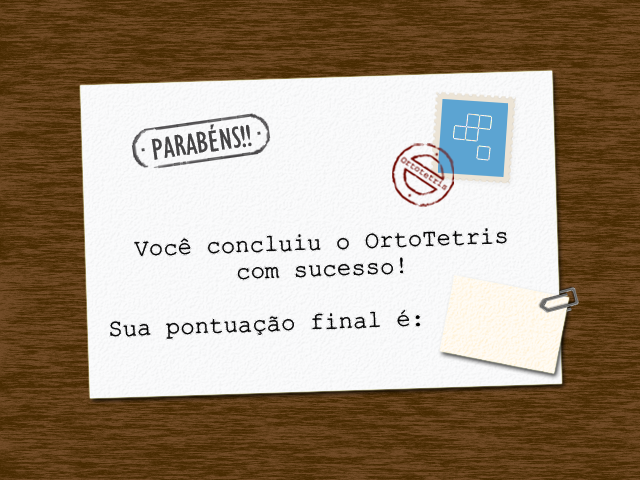 PARABÉNS!!
Ortotetris
Você concluiu o OrtoTetris
com sucesso!
Sua pontuação final é: